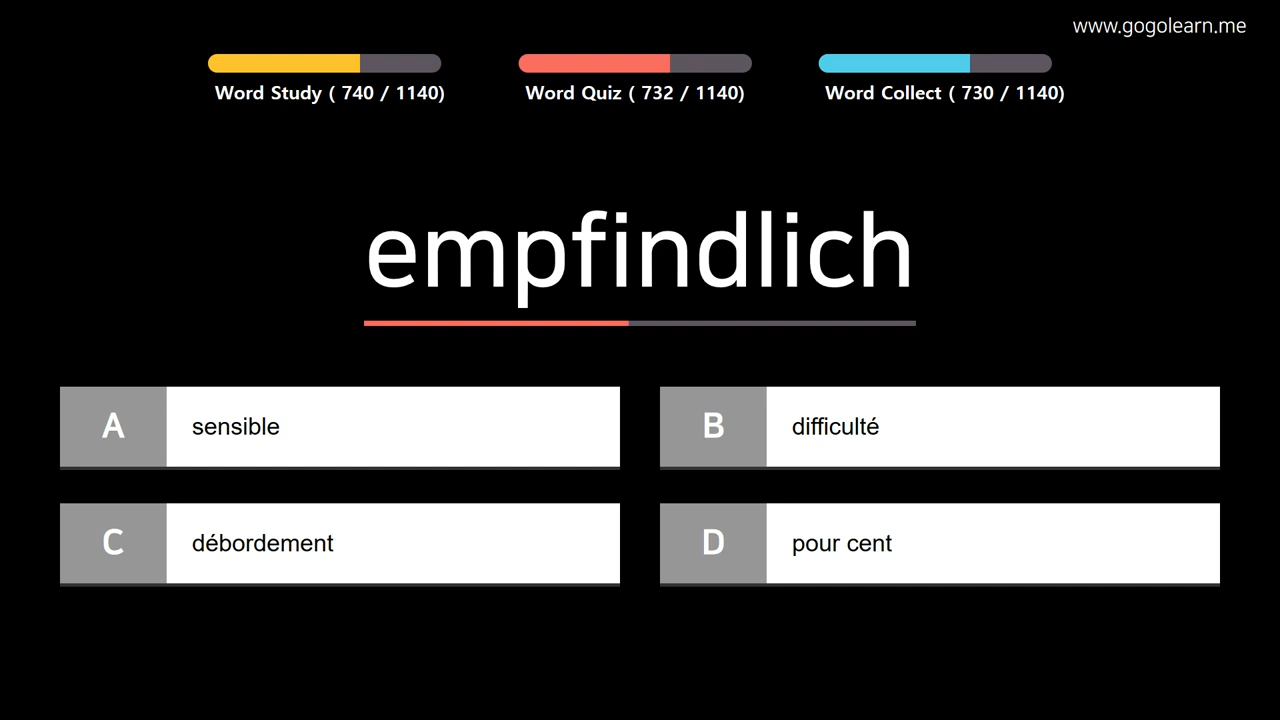 www.gogolearn.me
Word Study ( 740 / 1140)
Word Quiz ( 732 / 1140)
Word Collect ( 730 / 1140)
empfindlich
A sensible
B difficulté
C débordement
D pour cent